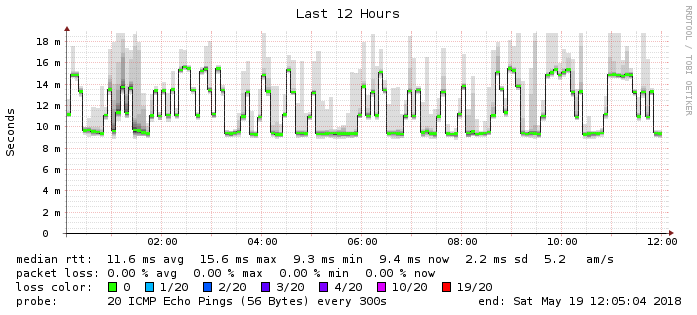 Last 12 Hours
RRDTOOL / TOBI OETIKER
Seconds
18 m
16 m
14 m
12 m
10 m
8 m
6 m
4 m
2 m
0
02:00 04:00 06:00 08:00 10:00 12:00
median rtt: 11.6 ms avg 15.6 ms max 9.3 ms min 9.4 ms now 2.2 ms sd 5.2 am/s
packet loss: 0.00 % avg 0.00 % max 0.00 % min 0.00 % now
loss color: 0 1/20 2/20 3/20 4/20 10/20 19/20
probe: 20 ICMP Echo Pings (56 Bytes) every 300s end: Sat May 19 12:05:04 2018